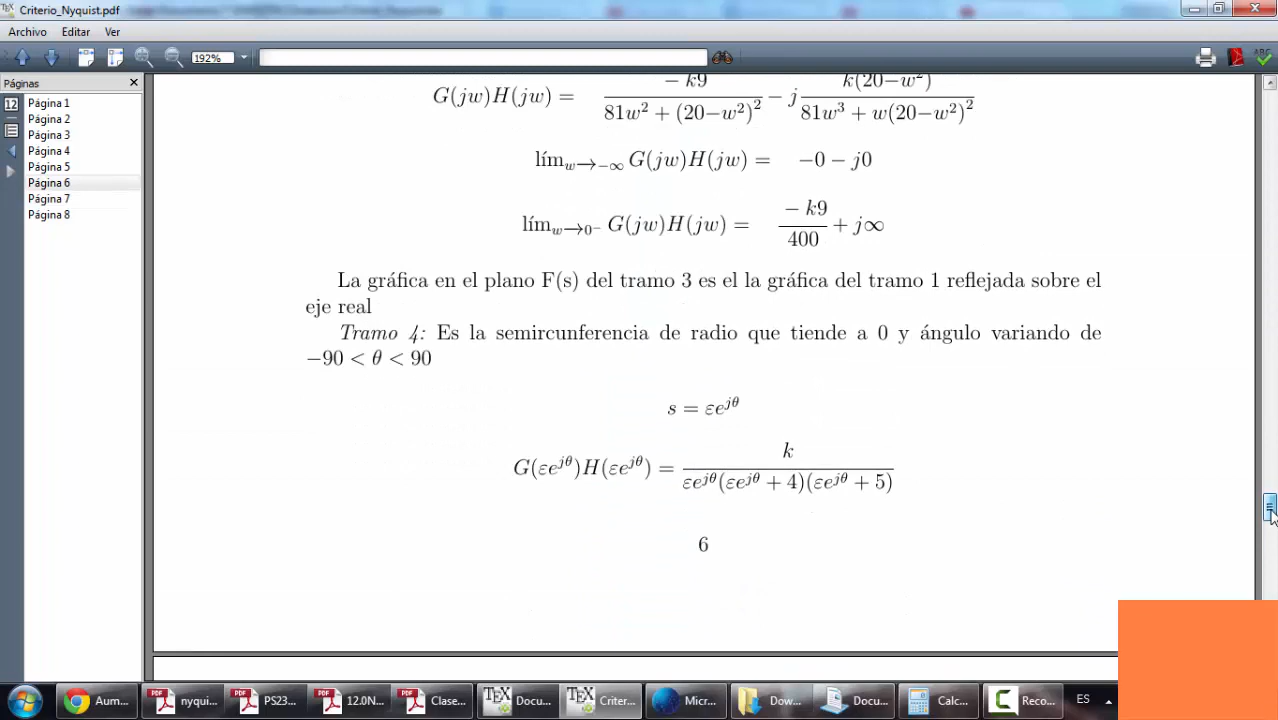 Criterio_Nyquist.pdf
Archivo Editar Ver
192%
Páginas
Página 1
Página 2
Página 3
Página 4
Página 5
Página 6
Página 7
Página 8
12
G(jw)H(jw) = −k9 / (81w² + (20−w²)²) − j k(20−w²) / (81w³ + w(20−w²)²)
lím_{w→−∞} G(jw)H(jw) = −0 − j0
lím_{w→0⁻} G(jw)H(jw) = −k9 / 400 + j∞
La gráfica en el plano F(s) del tramo 3 es el la gráfica del tramo 1 reflejada sobre el
eje real
Tramo 4: Es la semircunferencia de radio que tiende a 0 y ángulo variando de
−90 < θ < 90
s = εe^{jθ}
G(εe^{jθ})H(εe^{jθ}) = k / (εe^{jθ}(εe^{jθ} + 4)(εe^{jθ} + 5))
6
Aum... nyqui... PS23... 12.0N... Clase... Docu... Criter... Micr... Dow... Docu... Calc... Reco... ES